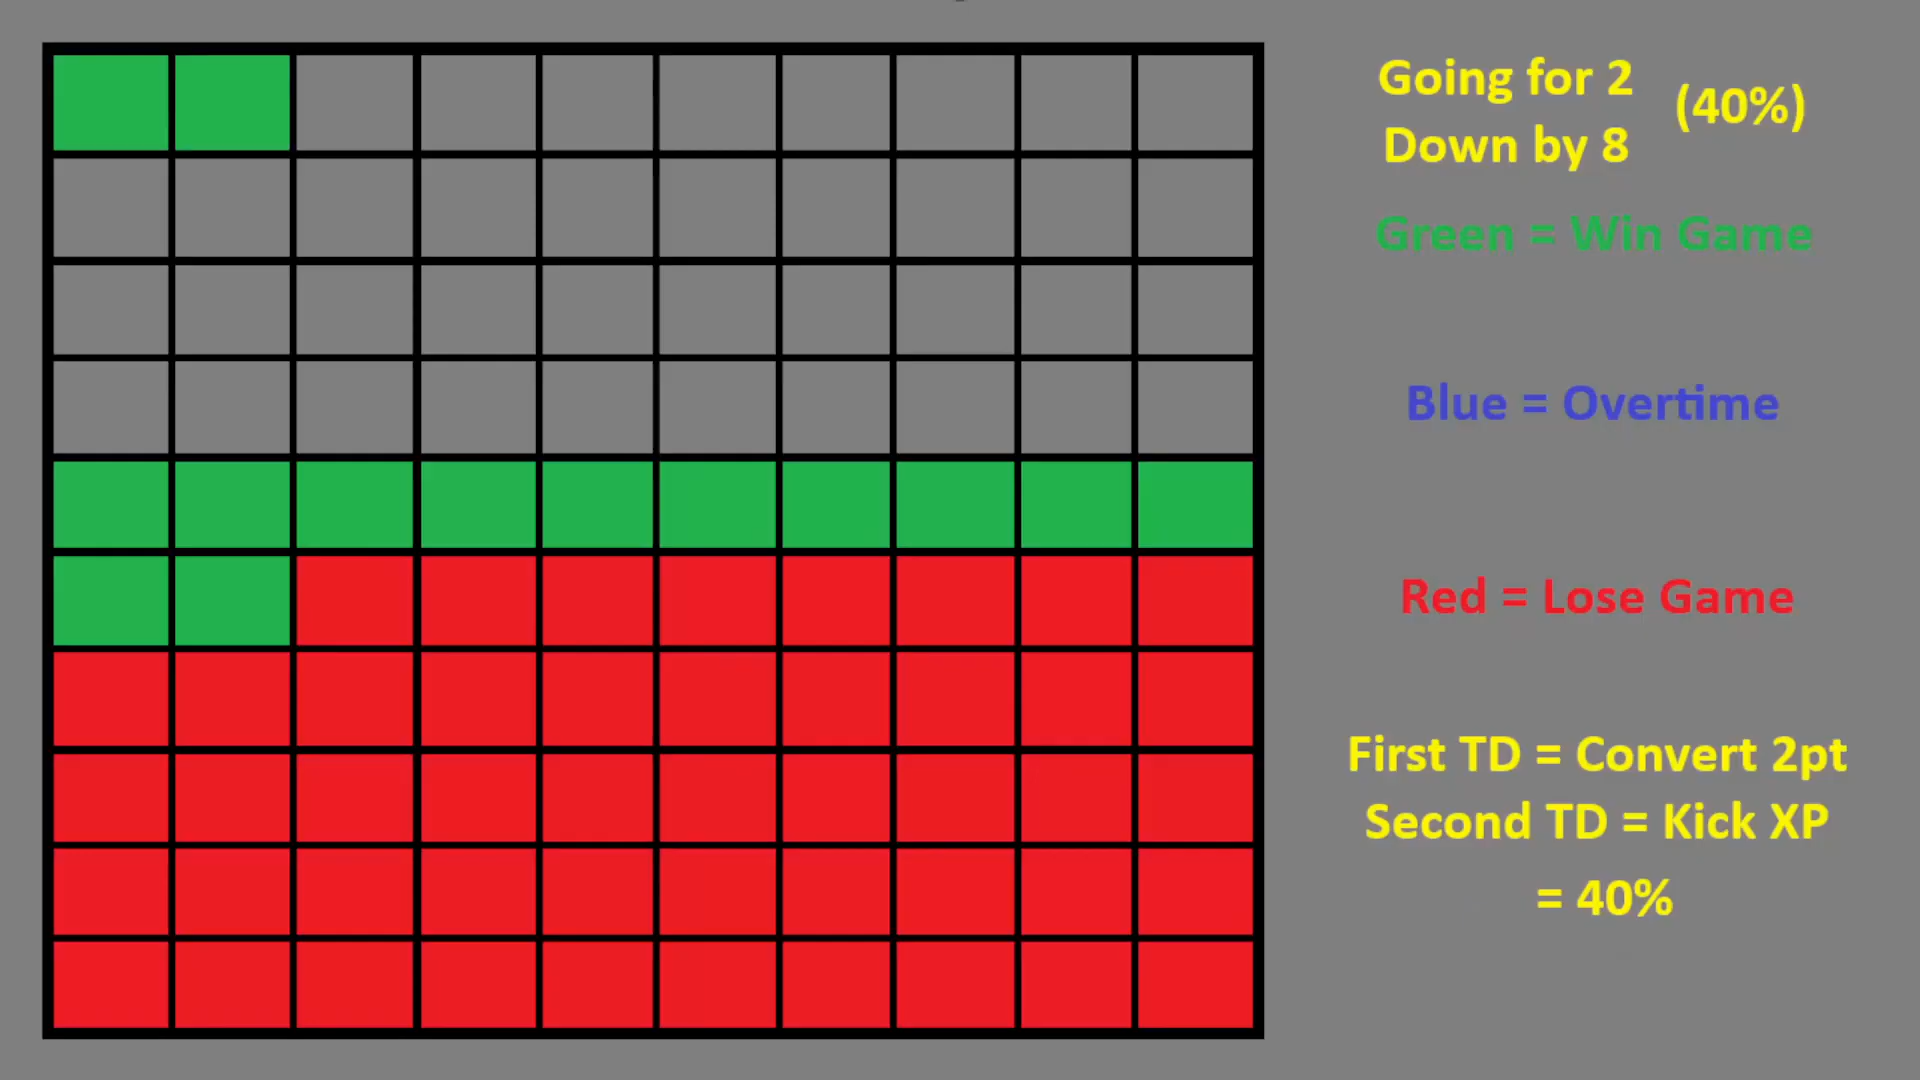 Going for 2
Down by 8
(40%)
Green = Win Game
Blue = Overtime
Red = Lose Game
First TD = Convert 2pt
Second TD = Kick XP
= 40%